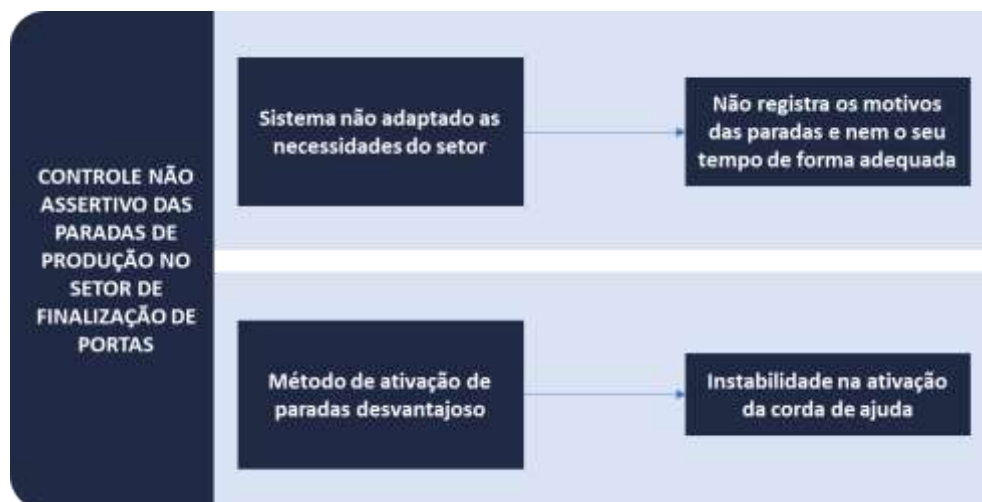 CONTROLE NÃO
ASSERTIVO DAS
PARADAS DE
PRODUÇÃO NO
SETOR DE
FINALIZAÇÃO DE
PORTAS
Sistema não adaptado as
necessidades do setor
Não registra os motivos
das paradas e nem o seu
tempo de forma adequada
Método de ativação de
paradas desvantajoso
Instabilidade na ativação
da corda de ajuda